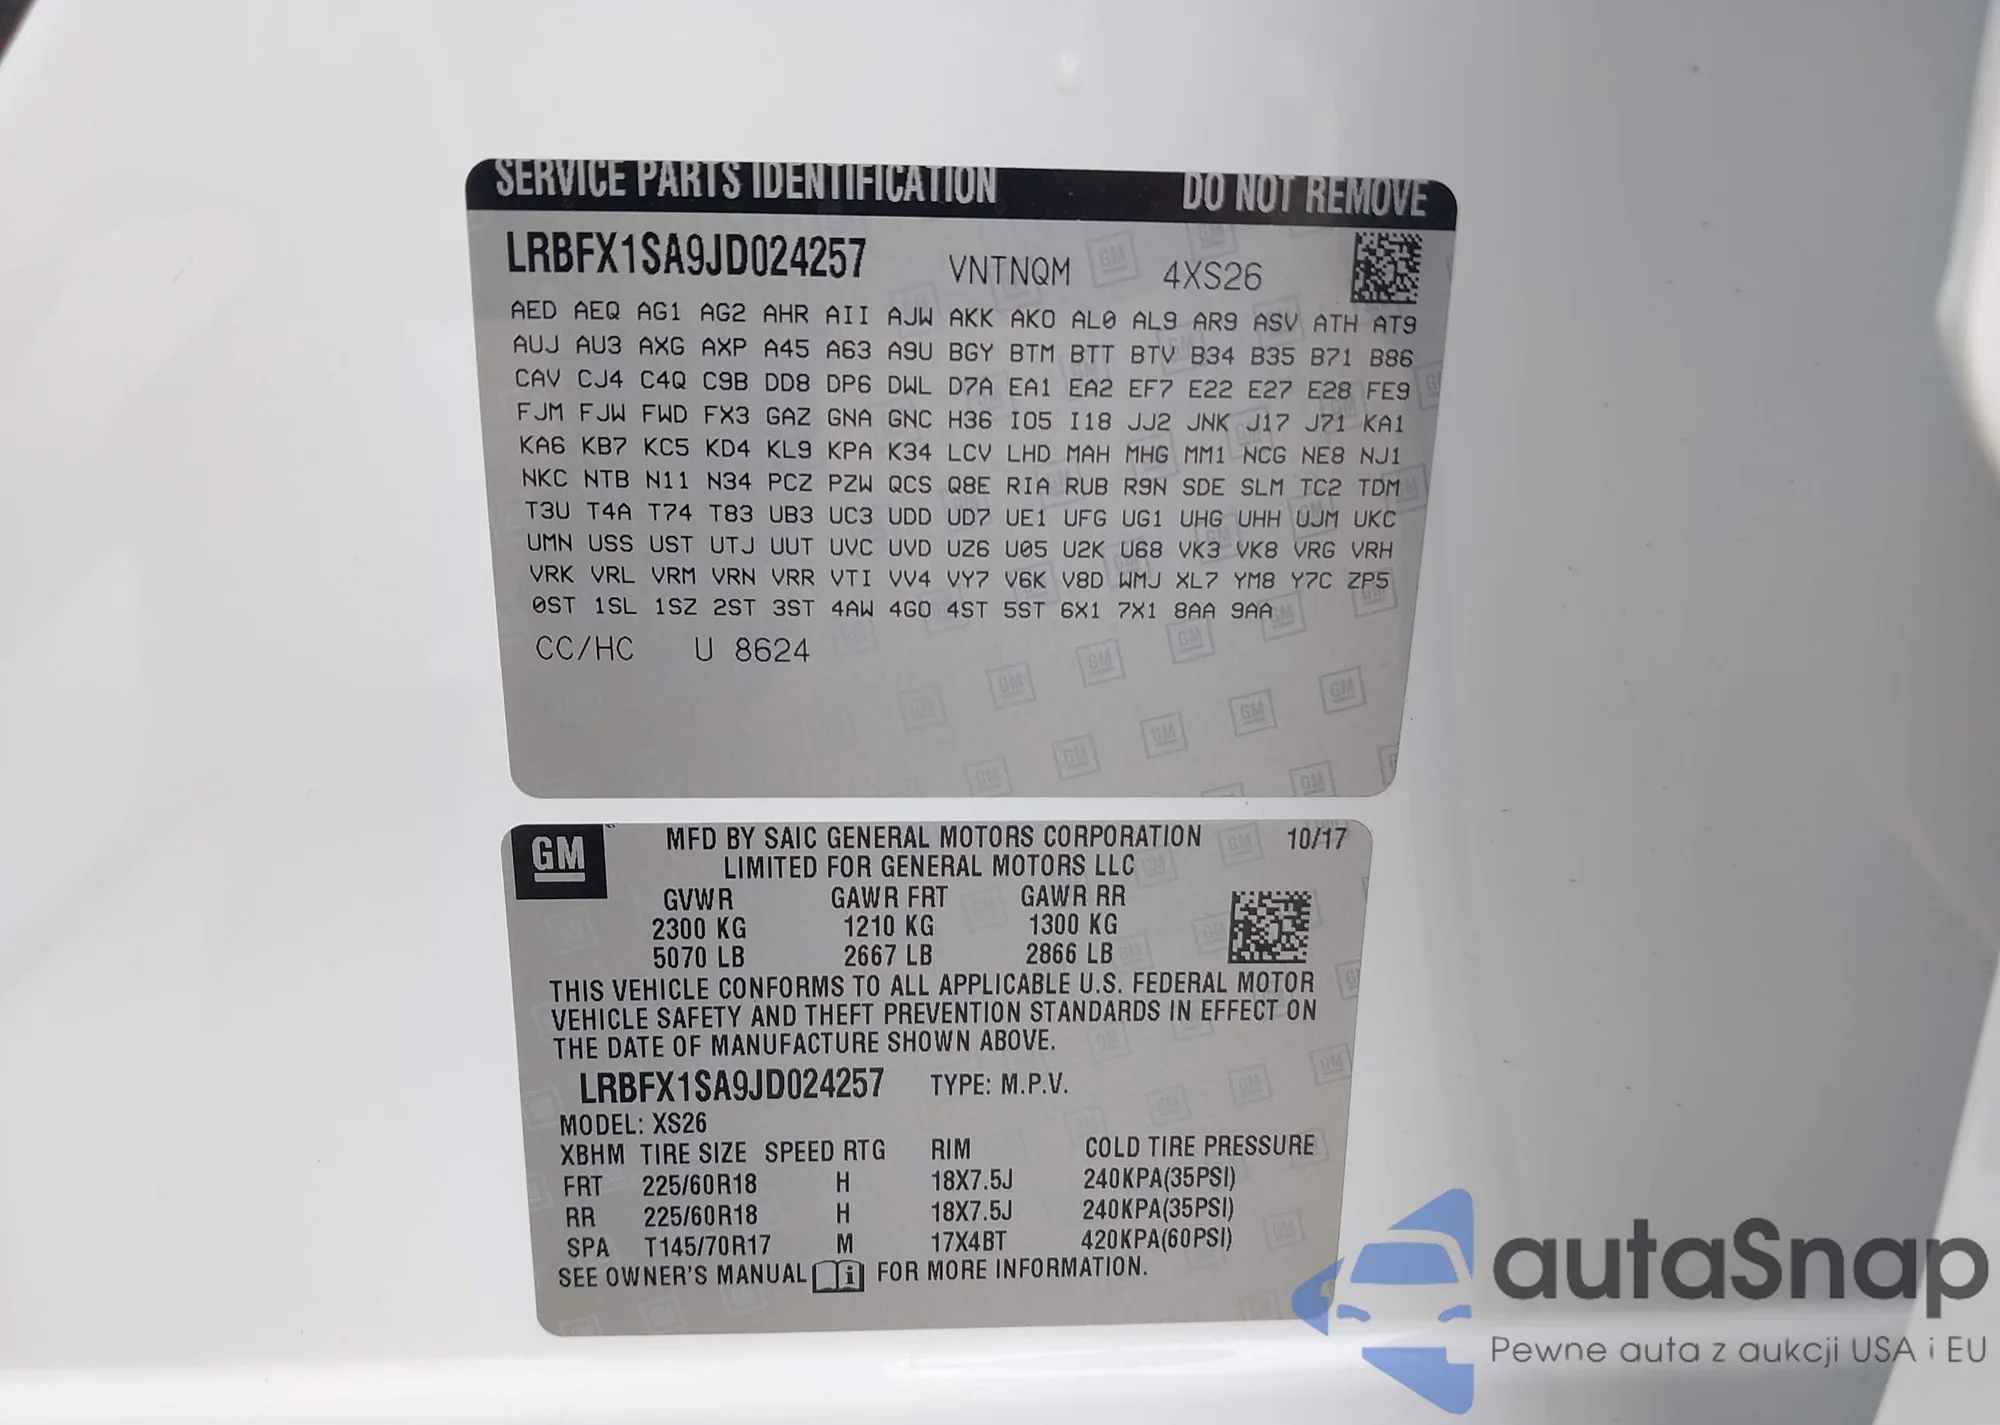 SERVICE PARTS IDENTIFICATION DO NOT REMOVE
LRBFX1SA9JD024257 VNTNQM 4XS26
AED AEQ AG1 AG2 AHR AII AJW AKK AKO AL0 AL9 AR9 ASV ATH AT9
AUJ AU3 AXG AXP A45 A63 A9U BGY BTM BTT BTV B34 B35 B71 B86
CAV CJ4 C4Q C9B DD8 DP6 DWL D7A EA1 EA2 EF7 E22 E27 E28 FE9
FJM FJW FWD FX3 GAZ GNA GNC H36 IO5 I18 JJ2 JNK J17 J71 KA1
KA6 KB7 KC5 KD4 KL9 KPA K34 LCV LHD MAH MHG MM1 NCG NE8 NJ1
NKC NTB N11 N34 PCZ PZW QCS Q8E RIA RUB R9N SDE SLM TC2 TDM
T3U T4A T74 T83 UB3 UC3 UDD UD7 UE1 UFG UG1 UHG UHH UJM UKC
UMN USS UST UTJ UUT UVC UVD UZ6 U05 U2K U68 VK3 VK8 VRG VRH
VRK VRL VRM VRN VRR VTI VV4 VY7 V6K V8D WMJ XL7 YM8 Y7C ZP5
0ST 1SL 1SZ 2ST 3ST 4AW 4GO 4ST 5ST 6X1 7X1 8AA 9AA
CC/HC U 8624
GM MFD BY SAIC GENERAL MOTORS CORPORATION 10/17
LIMITED FOR GENERAL MOTORS LLC
GVWR GAWR FRT GAWR RR
2300 KG 1210 KG 1300 KG
5070 LB 2667 LB 2866 LB
THIS VEHICLE CONFORMS TO ALL APPLICABLE U.S. FEDERAL MOTOR
VEHICLE SAFETY AND THEFT PREVENTION STANDARDS IN EFFECT ON
THE DATE OF MANUFACTURE SHOWN ABOVE.
LRBFX1SA9JD024257 TYPE: M.P.V.
MODEL: XS26
XBHM TIRE SIZE SPEED RTG RIM COLD TIRE PRESSURE
FRT 225/60R18 H 18X7.5J 240KPA(35PSI)
RR 225/60R18 H 18X7.5J 240KPA(35PSI)
SPA T145/70R17 M 17X4BT 420KPA(60PSI)
SEE OWNER'S MANUAL FOR MORE INFORMATION.
autaSnap
Pewne auta z aukcji USA i EU